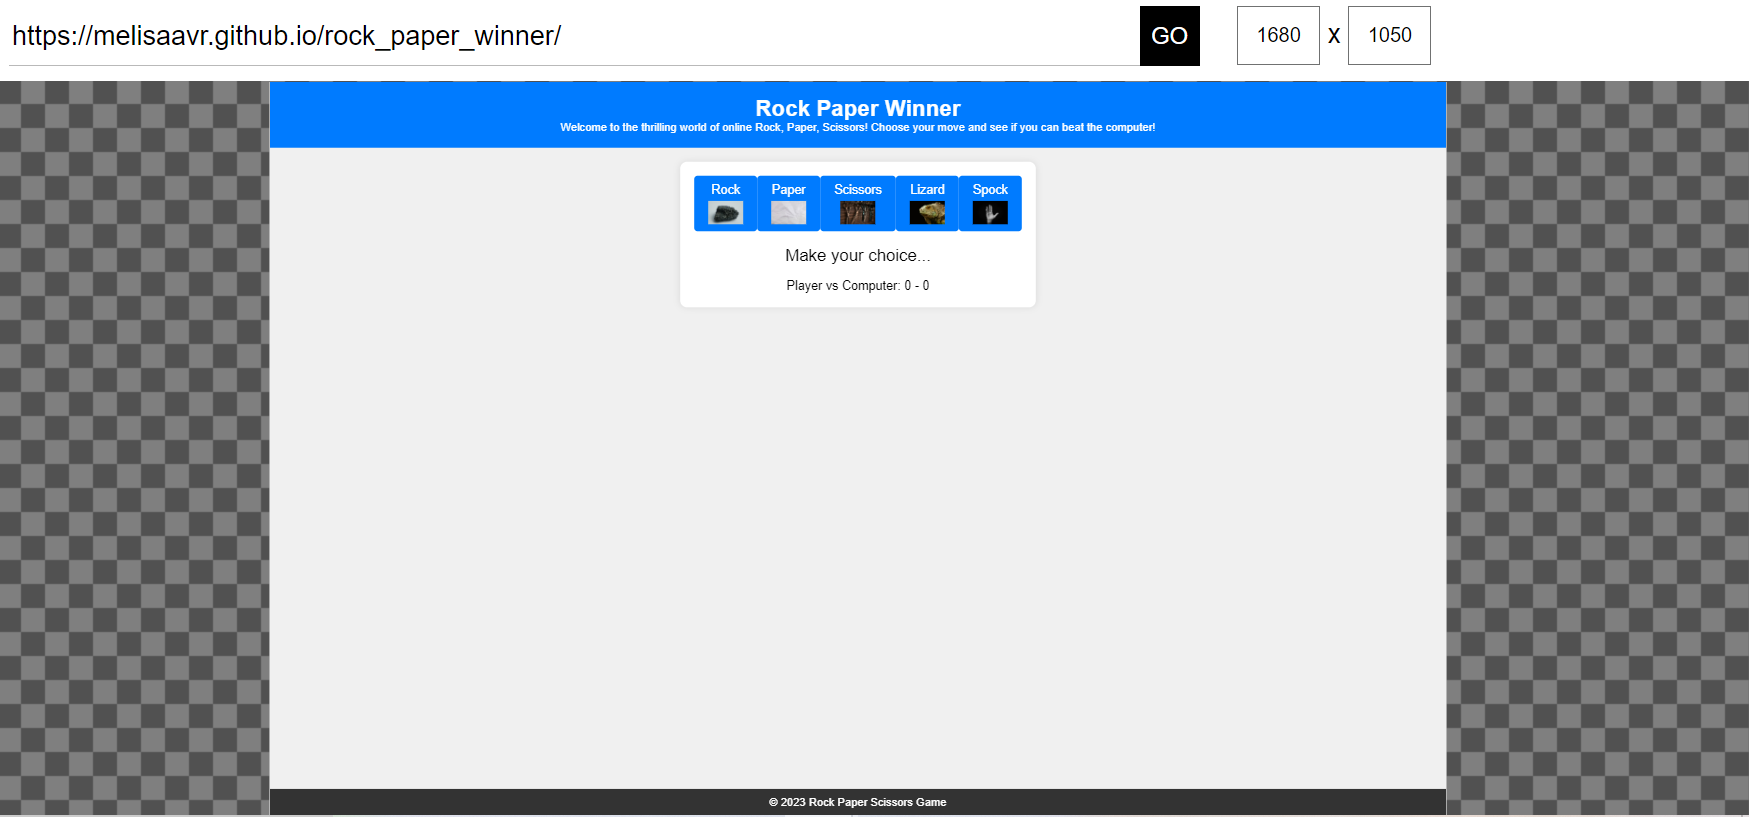 https://melisaavr.github.io/rock_paper_winner/ GO 1680 X 1050
Rock Paper Winner
Welcome to the thrilling world of online Rock, Paper, Scissors! Choose your move and see if you can beat the computer!
Rock Paper Scissors Lizard Spock
Make your choice...
Player vs Computer: 0 - 0
© 2023 Rock Paper Scissors Game